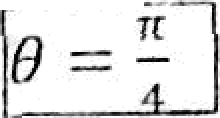 θ = π/4